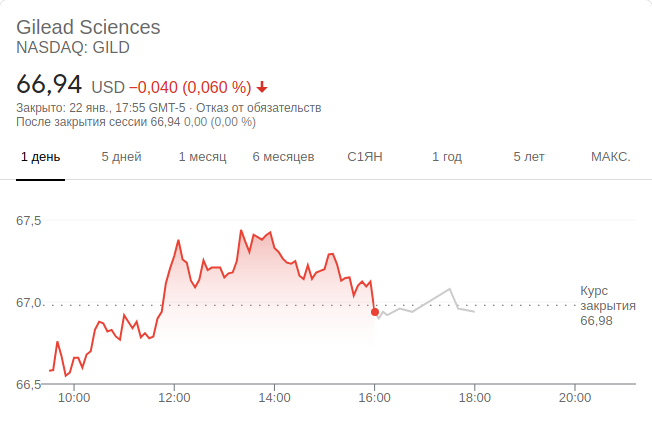 Gilead Sciences
NASDAQ: GILD
66,94 USD −0,040 (0,060 %)
Закрыто: 22 янв., 17:55 GMT-5 · Отказ от обязательств
После закрытия сессии 66,94 0,00 (0,00 %)
1 день 5 дней 1 месяц 6 месяцев С1ЯН 1 год 5 лет МАКС.
67,5
67,0
66,5
Курс
закрытия
66,98
10:00 12:00 14:00 16:00 18:00 20:00